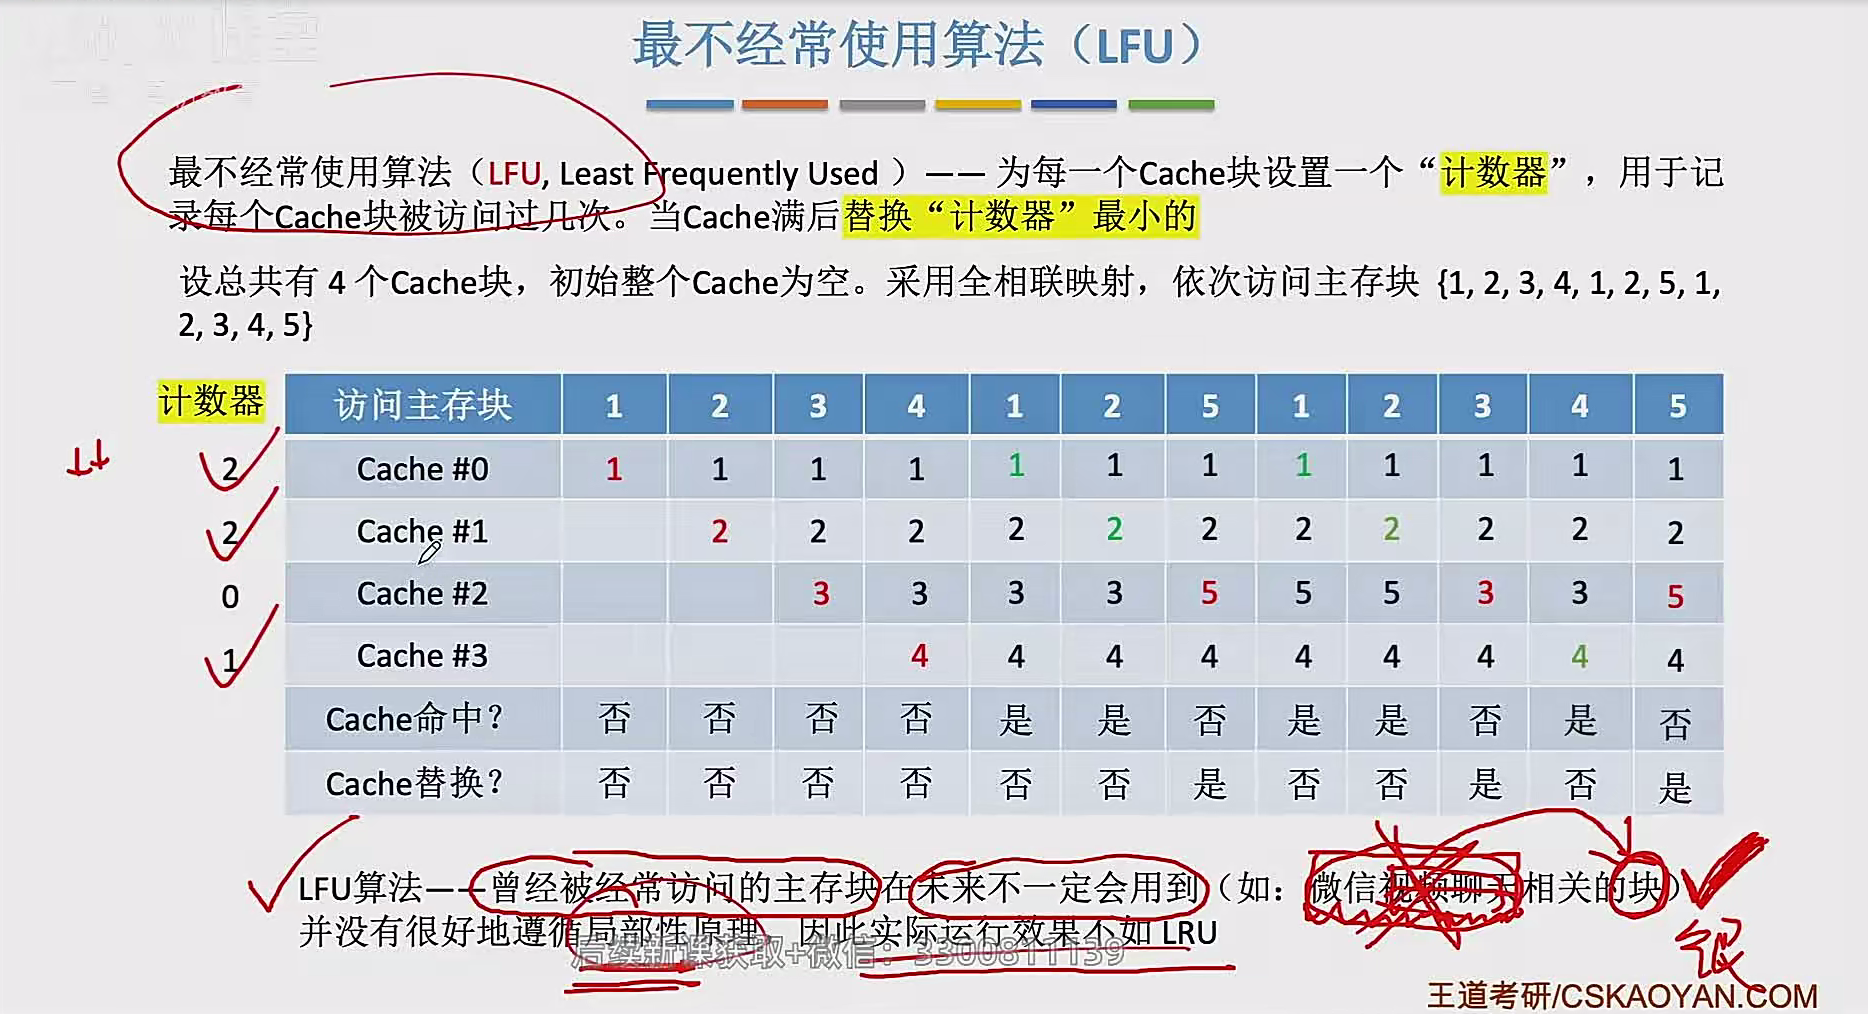 最不经常使用算法（LFU）
最不经常使用算法（LFU, Least Frequently Used ）—— 为每一个Cache块设置一个“计数器”，用于记
录每个Cache块被访问过几次。当Cache满后替换“计数器”最小的
设总共有 4 个Cache块，初始整个Cache为空。采用全相联映射，依次访问主存块 {1, 2, 3, 4, 1, 2, 5, 1,
2, 3, 4, 5}
计数器 访问主存块 1 2 3 4 1 2 5 1 2 3 4 5
2 Cache #0 1 1 1 1 1 1 1 1 1 1 1 1
2 Cache #1 2 2 2 2 2 2 2 2 2 2 2
0 Cache #2 3 3 3 3 5 5 5 3 3 5
1 Cache #3 4 4 4 4 4 4 4 4 4
Cache命中? 否 否 否 否 是 是 否 是 是 否 是 否
Cache替换? 否 否 否 否 否 否 是 否 否 是 否 是
LFU算法——曾经被经常访问的主存块在未来不一定会用到（如：微信视频聊天相关的块）
并没有很好地遵循局部性原理，因此实际运行效果不如 LRU
后续新课获取+微信：3300811139
王道考研/CSKAOYAN.COM